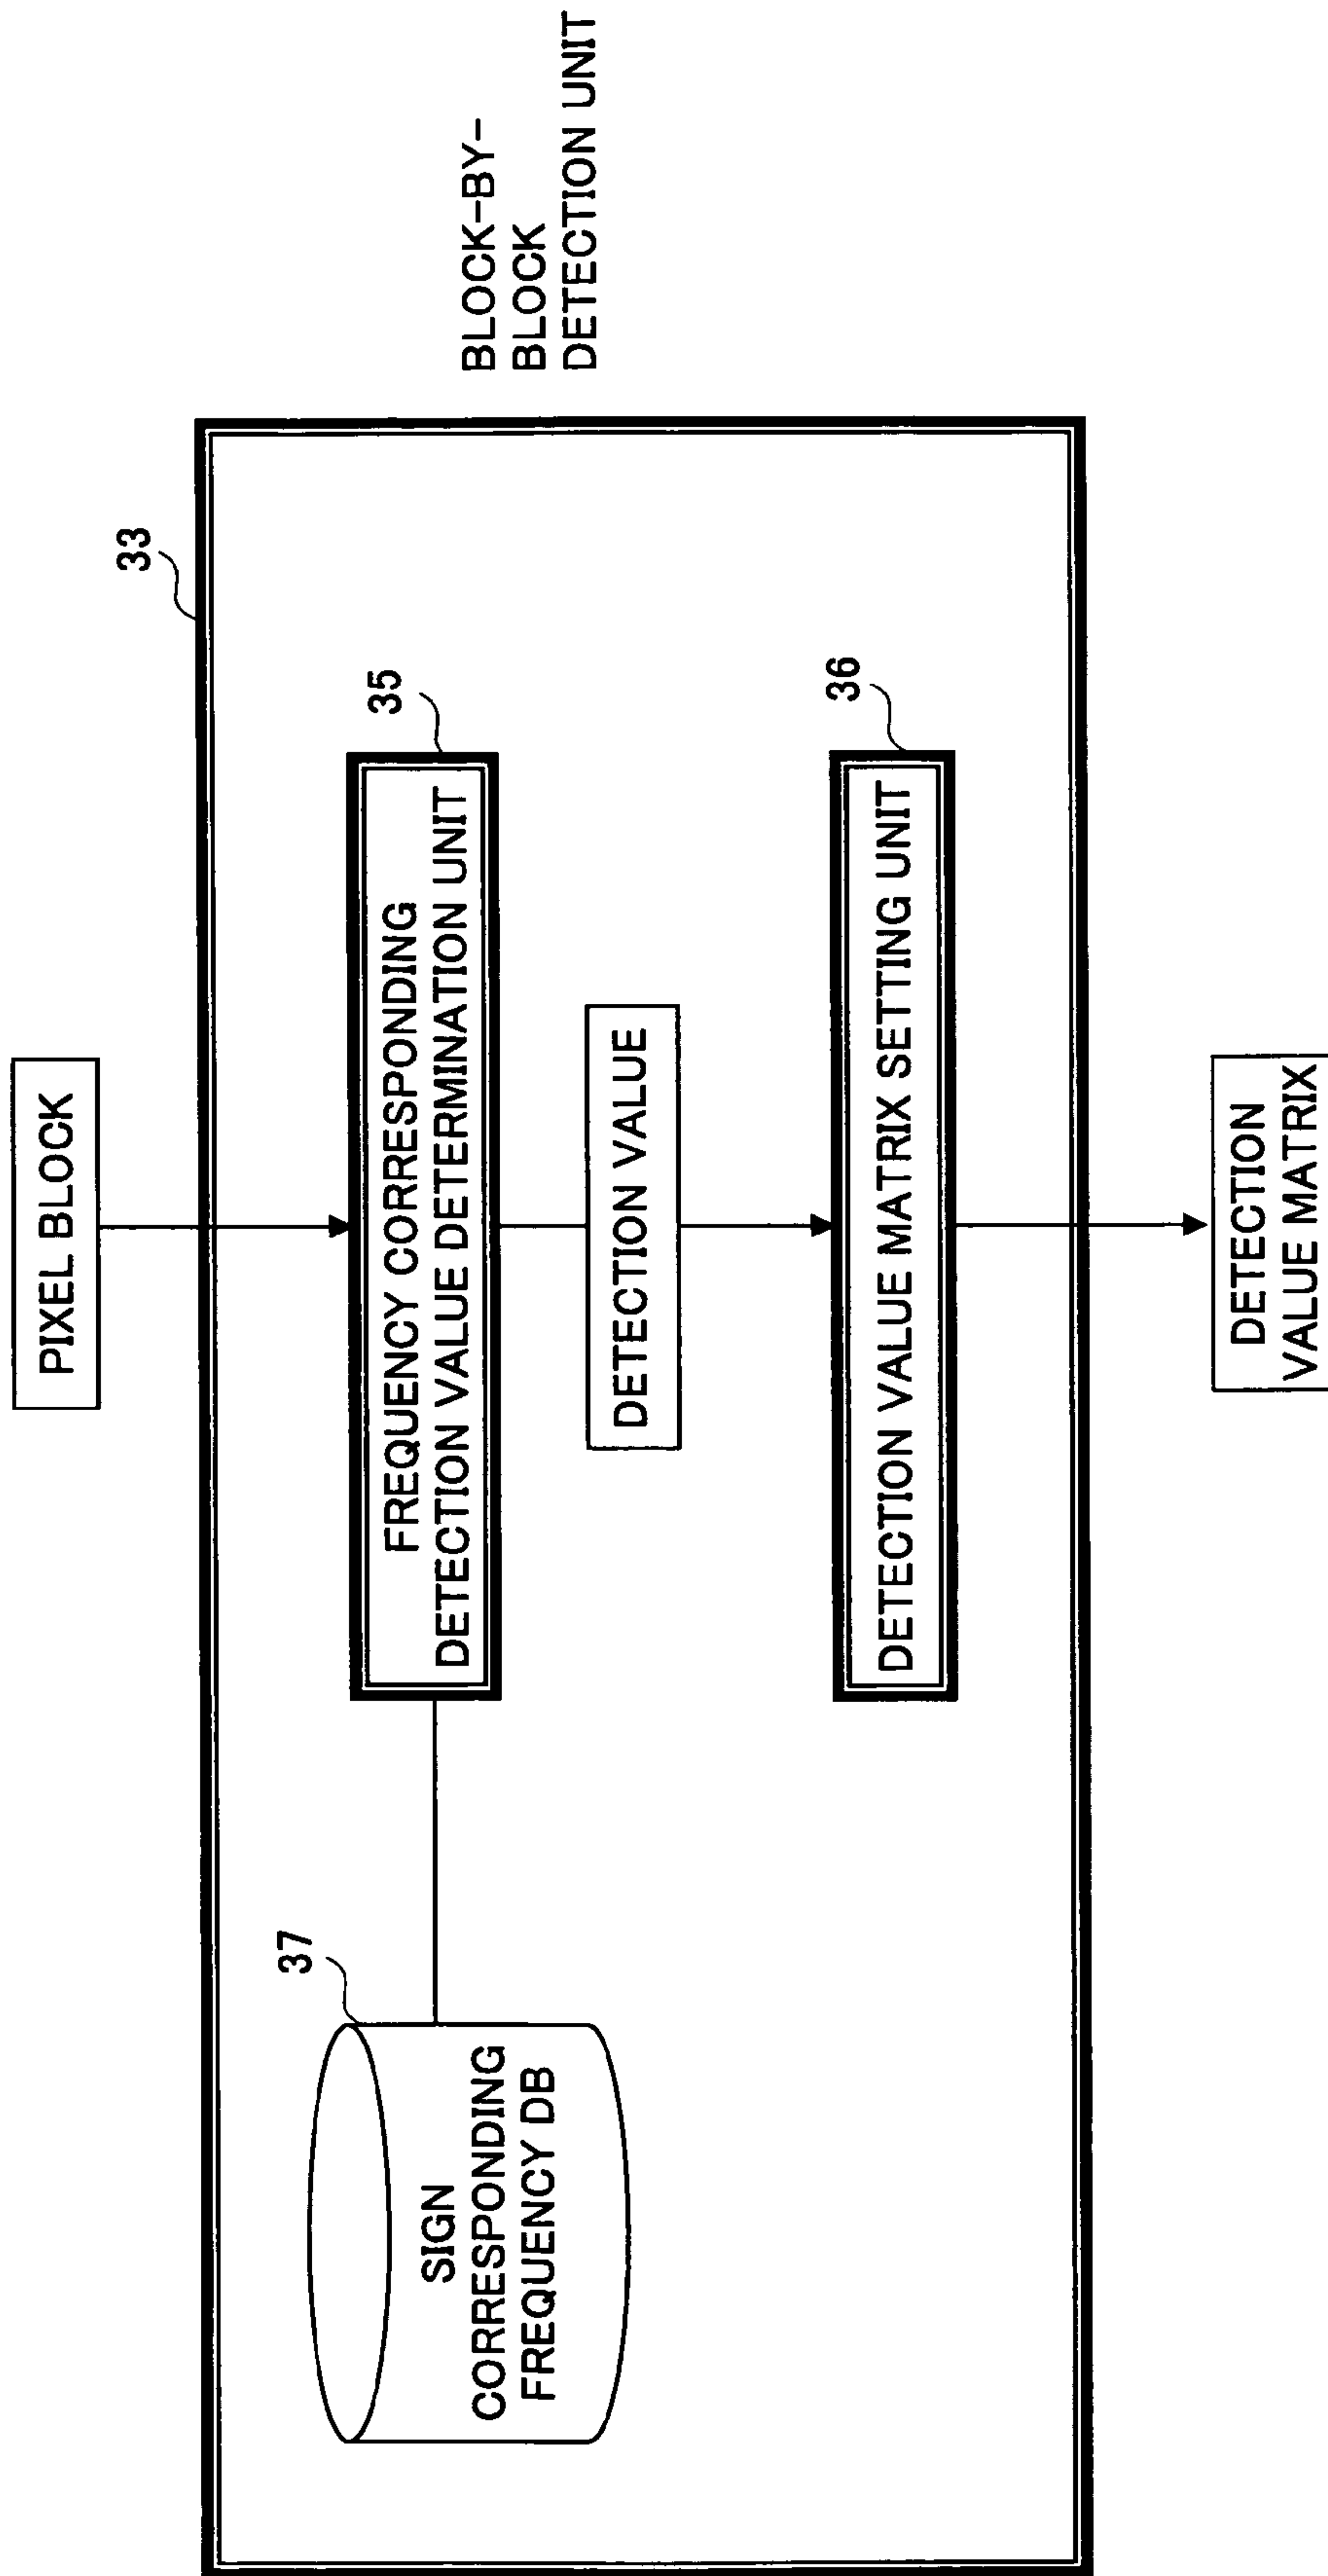 PIXEL BLOCK
33
BLOCK-BY-
BLOCK
DETECTION UNIT
35
FREQUENCY CORRESPONDING
DETECTION VALUE DETERMINATION UNIT
37
SIGN
CORRESPONDING
FREQUENCY DB
DETECTION VALUE
36
DETECTION VALUE MATRIX SETTING UNIT
DETECTION
VALUE MATRIX